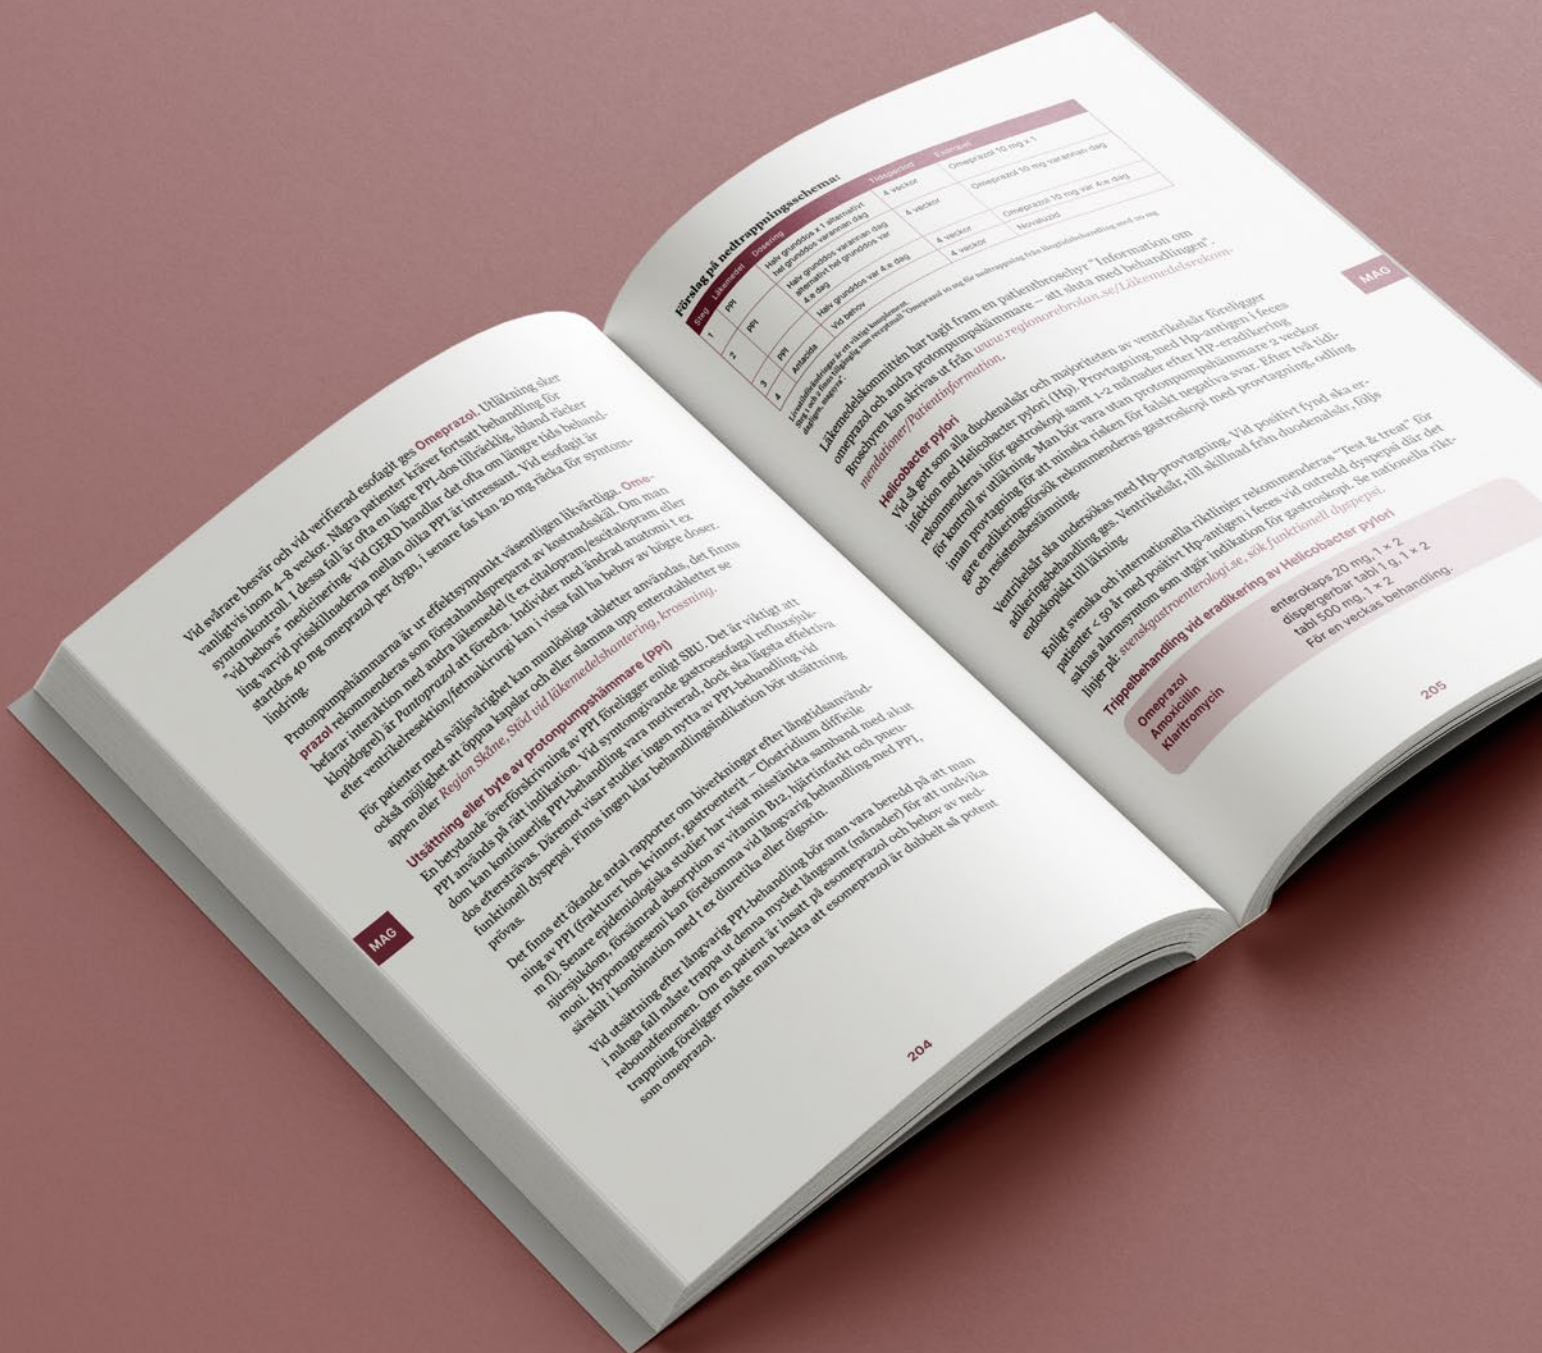 Vid svårare besvär och vid verifierad esofagit ges Omeprazol. Utläkning sker
vanligtvis inom 4–8 veckor. Några patienter kräver fortsatt behandling för
symtomkontroll. I dessa fall är ofta en lägre PPI-dos tillräcklig, ibland räcker
"vid behovs" medicinering. Vid GERD handlar det ofta om längre tids behand-
ling varvid prisskillnaderna mellan olika PPI är intressant. Vid esofagit är
startdos 40 mg omeprazol per dygn, i senare fas kan 20 mg räcka för symtom-
lindring.
Protonpumpshämmarna är ur effektsynpunkt väsentligen likvärdiga. Ome-
prazol rekommenderas som förstahandspreparat av kostnadsskäl. Om man
befarar interaktion med andra läkemedel (t ex citalopram/escitalopram eller
klopidogrel) är Pantoprazol att föredra. Individer med ändrad anatomi t ex
efter ventrikelresektion/fetmakirurgi kan i vissa fall ha behov av högre doser.
För patienter med sväljsvårighet kan munlösliga tabletter användas, det finns
också möjlighet att öppna kapslar och eller slamma upp enterotabletter se
appen eller Region Skåne, Stöd vid läkemedelshantering, krossning.
Utsättning eller byte av protonpumpshämmare (PPI)
En betydande överförskrivning av PPI föreligger enligt SBU. Det är viktigt att
PPI används på rätt indikation. Vid symtomgivande gastroesofagal refluxsjuk-
dom kan kontinuerlig PPI-behandling vara motiverad, dock ska lägsta effektiva
dos eftersträvas. Däremot visar studier ingen nytta av PPI-behandling vid
funktionell dyspepsi. Finns ingen klar behandlingsindikation bör utsättning
prövas.
Det finns ett ökande antal rapporter om biverkningar efter långtidsanvänd-
ning av PPI (frakturer hos kvinnor, gastroenterit – Clostridium difficile
m fl). Senare epidemiologiska studier har visat misstänkta samband med akut
njursjukdom, försämrad absorption av vitamin B12, hjärtinfarkt och pneu-
moni. Hypomagnesemi kan förekomma vid långvarig behandling med PPI,
särskilt i kombination med t ex diuretika eller digoxin.
Vid utsättning efter långvarig PPI-behandling bör man vara beredd på att man
i många fall måste trappa ut denna mycket långsamt (månader) för att undvika
reboundfenomen. Om en patient är insatt på esomeprazol och behov av ned-
trappning föreligger måste man beakta att esomeprazol är dubbelt så potent
som omeprazol.
MAG
204
Förslag på nedtrappningsschema:
Steg Läkemedel Dosering Tidsperiod Exempel
1 PPI Halv grunddos x 1 alternativt 4 veckor Omeprazol 10 mg x 1
hel grunddos varannan dag
2 PPI Halv grunddos varannan dag 4 veckor Omeprazol 10 mg varannan dag
alternativt hel grunddos var
4:e dag
3 PPI Halv grunddos var 4:e dag 4 veckor Omeprazol 10 mg var 4:e dag
4 Antacida Vid behov 4 veckor Novaluzid
Livsstilsförändringar är ett viktigt komplement.
Steg 1 och 2 finns tillgänglig som receptmall "Omeprazol 10 mg för nedtrappning från långtidsbehandling med 20 mg
dagligen,
Läkemedelskommittén har tagit fram en patientbroschyr "Information om
omeprazol och andra protonpumpshämmare – att sluta med behandlingen".
Broschyren kan skrivas ut från www.regionorebrolan.se/Läkemedelsrekom-
mendationer/Patientinformation.
Helicobacter pylori
Vid så gott som alla duodenalsår och majoriteten av ventrikelsår föreligger
infektion med Helicobacter pylori (Hp). Provtagning med Hp-antigen i feces
rekommenderas inför gastroskopi samt 1-2 månader efter HP-eradikering
för kontroll av utläkning. Man bör vara utan protonpumpshämmare 2 veckor
innan provtagning för att minska risken för falskt negativa svar. Efter två tidi-
gare eradikeringsförsök rekommenderas gastroskopi med provtagning, odling
och resistensbestämning.
Ventrikelsår ska undersökas med Hp-provtagning. Vid positivt fynd ska er-
adikeringsbehandling ges. Ventrikelsår, till skillnad från duodenalsår, följs
endoskopiskt till läkning.
Enligt svenska och internationella riktlinjer rekommenderas "Test & treat" för
patienter < 50 år med positivt Hp-antigen i feces vid outredd dyspepsi där det
saknas alarmsymtom som utgör indikation för gastroskopi. Se nationella rikt-
linjer på: svenskgastroenterologi.se, sök funktionell dyspepsi.
Trippelbehandling vid eradikering av Helicobacter pylori
Omeprazol enterokaps 20 mg, 1 × 2
Amoxicillin dispergerbar tabl 1 g, 1 × 2
Klaritromycin tabl 500 mg, 1 × 2
För en veckas behandling.
MAG
205